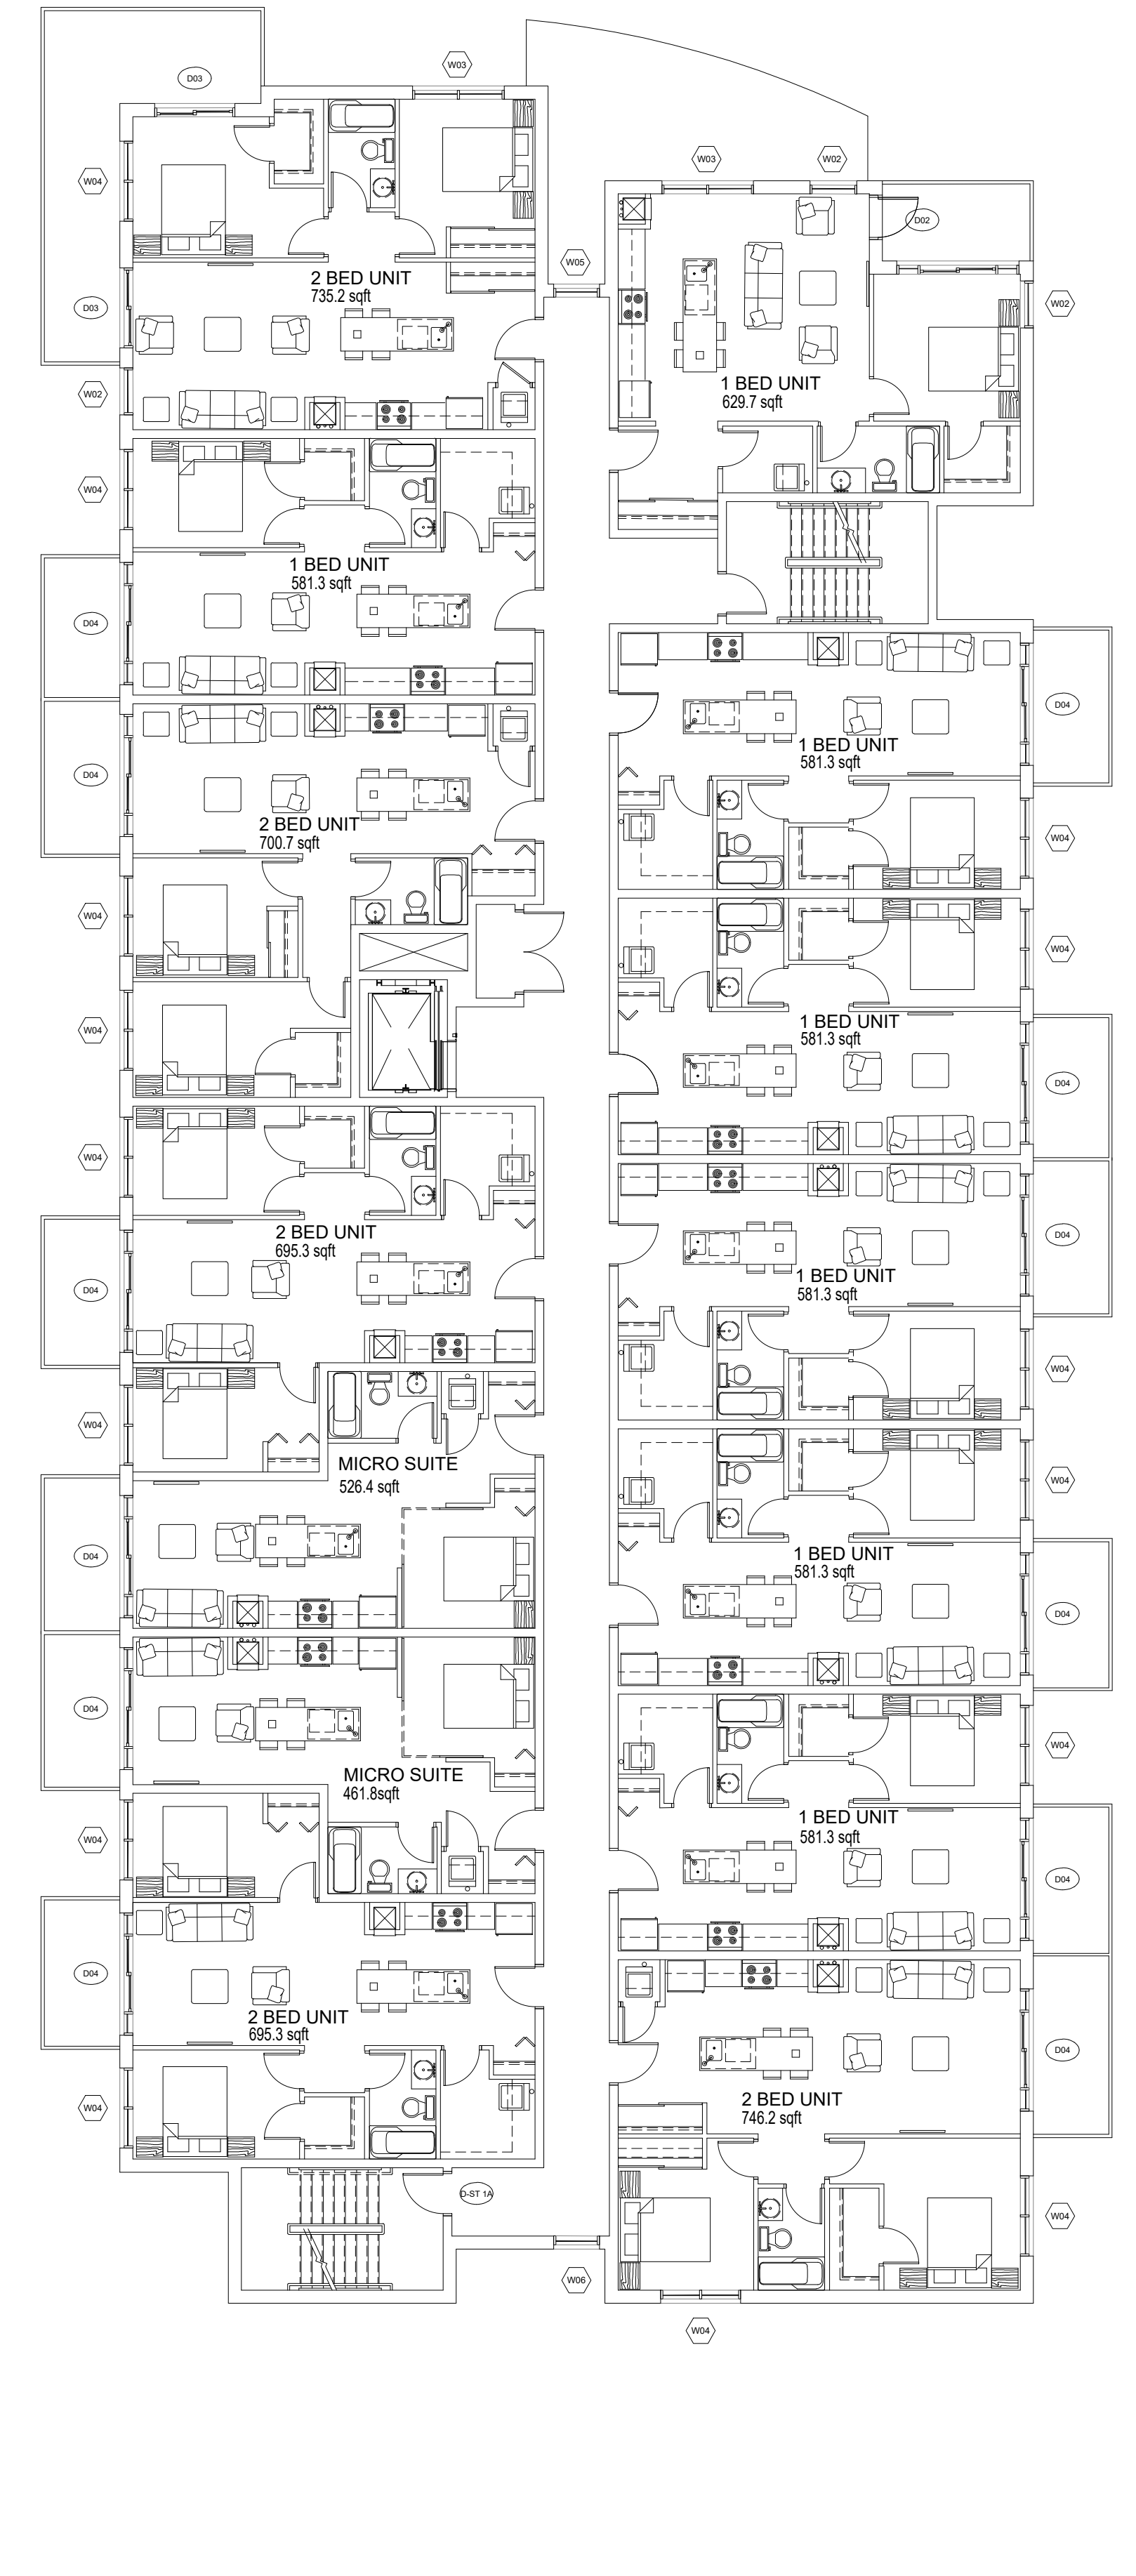 D03
W03
W04
W03
W02
D02
W05
2 BED UNIT
735.2 sqft
D03
W02
W02
1 BED UNIT
629.7 sqft
W04
1 BED UNIT
581.3 sqft
D04
D04
1 BED UNIT
581.3 sqft
D04
2 BED UNIT
700.7 sqft
W04
W04
W04
1 BED UNIT
581.3 sqft
W04
D04
W04
2 BED UNIT
695.3 sqft
D04
D04
1 BED UNIT
581.3 sqft
W04
W04
MICRO SUITE
526.4 sqft
W04
D04
1 BED UNIT
581.3 sqft
D04
D04
W04
MICRO SUITE
461.8sqft
W04
1 BED UNIT
581.3 sqft
D04
D04
2 BED UNIT
695.3 sqft
D04
W04
2 BED UNIT
746.2 sqft
D-ST 1A
W04
W06
W04